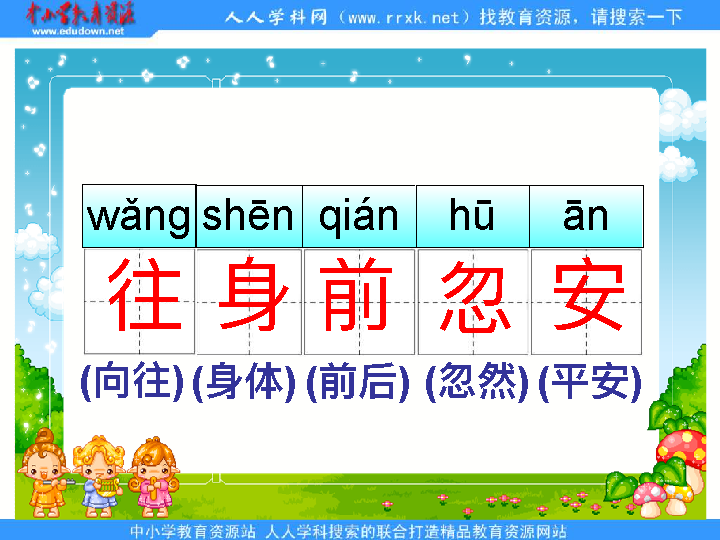 中小学教育资源
www.edudown.net
人人学科网（www.rrxk.net）找教育资源，请搜索一下
wǎng shēn qián hū ān
往 身 前 忽 安
(向往) (身体) (前后) (忽然) (平安)
中小学教育资源站 人人学科搜索的联合打造精品教育资源网站